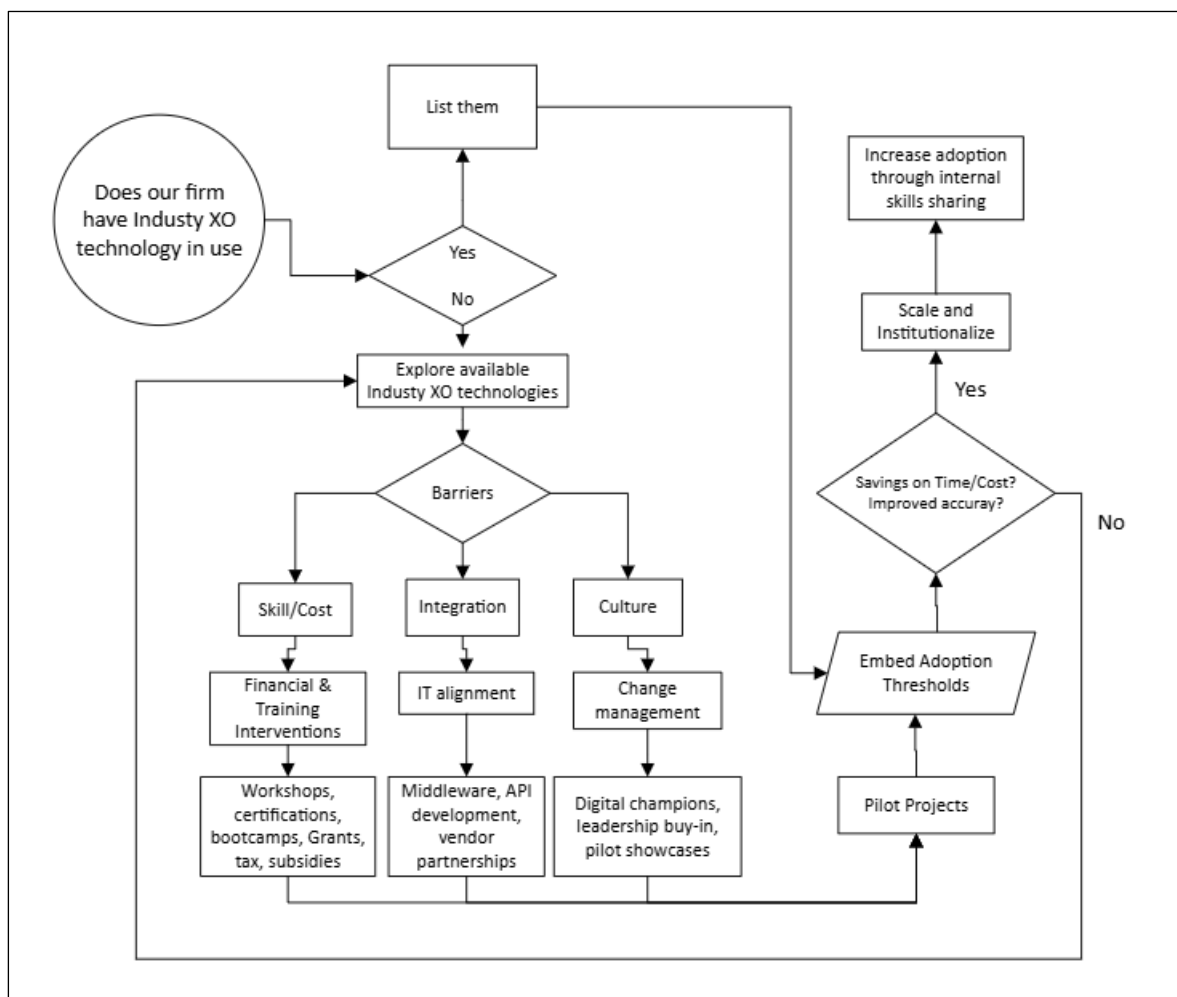 List them
Does our firm
have Industy XO
technology in use
Yes
No
Explore available
Industy XO technologies
Barriers
Skill/Cost
Integration
Culture
Financial &
Training
Interventions
IT alignment
Change
management
Workshops,
certifications,
bootcamps, Grants,
tax, subsidies
Middleware, API
development,
vendor
partnerships
Digital champions,
leadership buy-in,
pilot showcases
Pilot Projects
Embed Adoption
Thresholds
Savings on Time/Cost?
Improved accuray?
Yes
No
Scale and
Institutionalize
Increase adoption
through internal
skills sharing